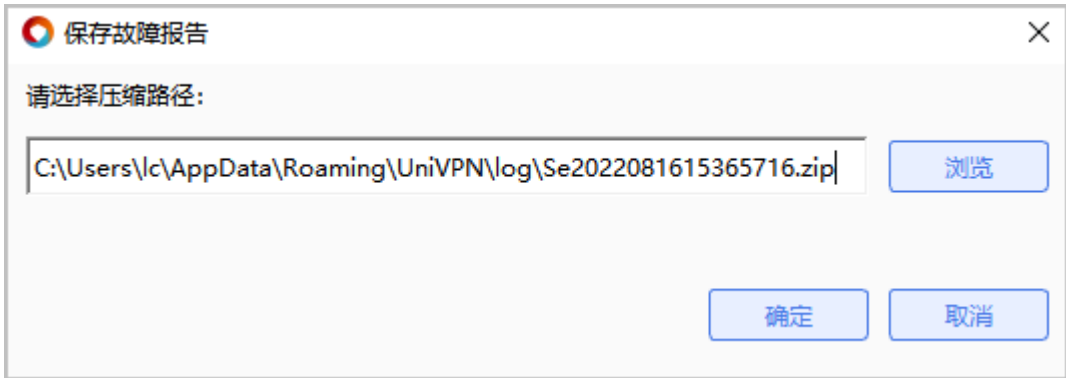 保存故障报告
请选择压缩路径：
C:\Users\lc\AppData\Roaming\UniVPN\log\Se2022081615365716.zip
浏览
确定
取消